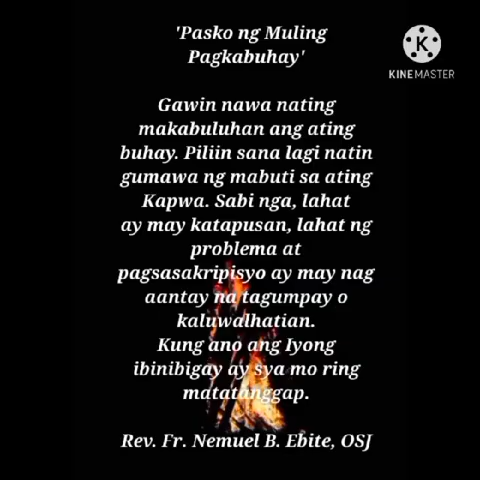 'Pasko ng Muling
Pagkabuhay'
K
KINEMASTER
Gawin nawa nating
makabuluhan ang ating
buhay. Piliin sana lagi natin
gumawa ng mabuti sa ating
Kapwa. Sabi nga, lahat
ay may katapusan, lahat ng
problema at
pagsasakripisyo ay may nag
aantay na tagumpay o
kaluwalhatian.
Kung ano ang Iyong
ibinibigay ay sya mo ring
matatanggap.
Rev. Fr. Nemuel B. Ebite, OSJ